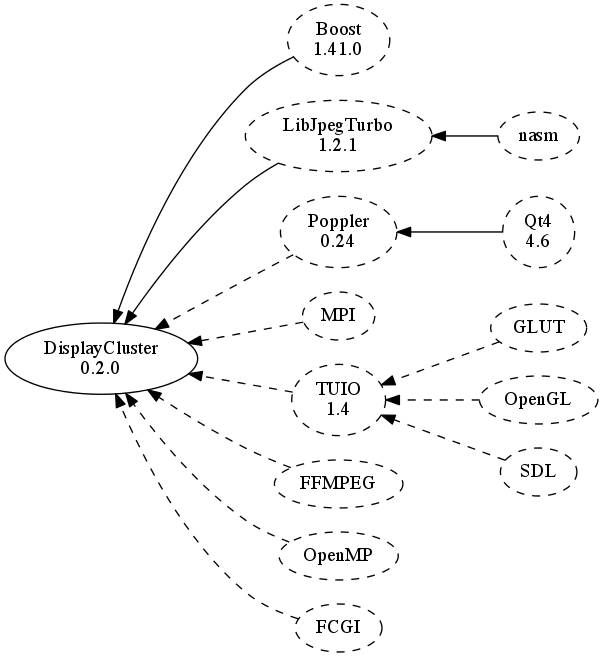 Boost
1.41.0
LibJpegTurbo
1.2.1
nasm
Poppler
0.24
Qt4
4.6
MPI
GLUT
DisplayCluster
0.2.0
TUIO
1.4
OpenGL
SDL
FFMPEG
OpenMP
FCGI